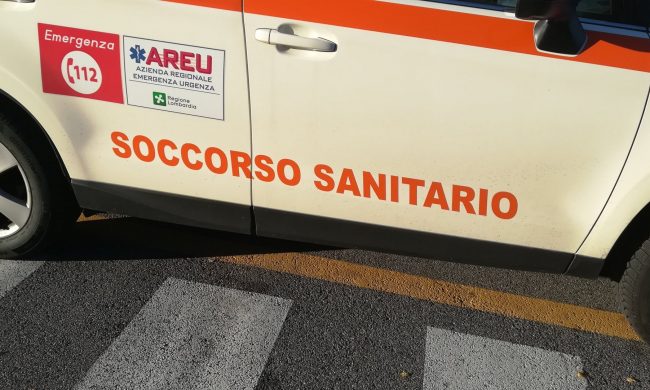 Emergenza
112
AREU
AZIENDA REGIONALE
EMERGENZA URGENZA
Regione
Lombardia
SOCCORSO SANITARIO